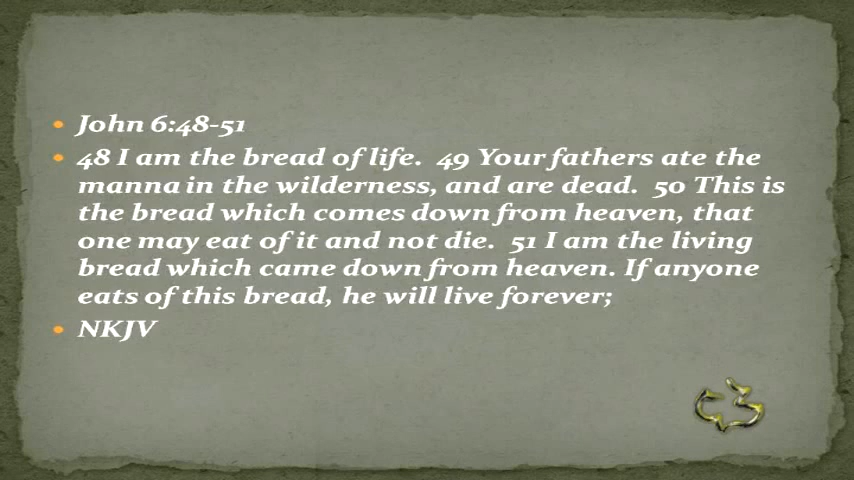 John 6:48-51
48 I am the bread of life.  49 Your fathers ate the
manna in the wilderness, and are dead.  50 This is
the bread which comes down from heaven, that
one may eat of it and not die.  51 I am the living
bread which came down from heaven. If anyone
eats of this bread, he will live forever;
NKJV